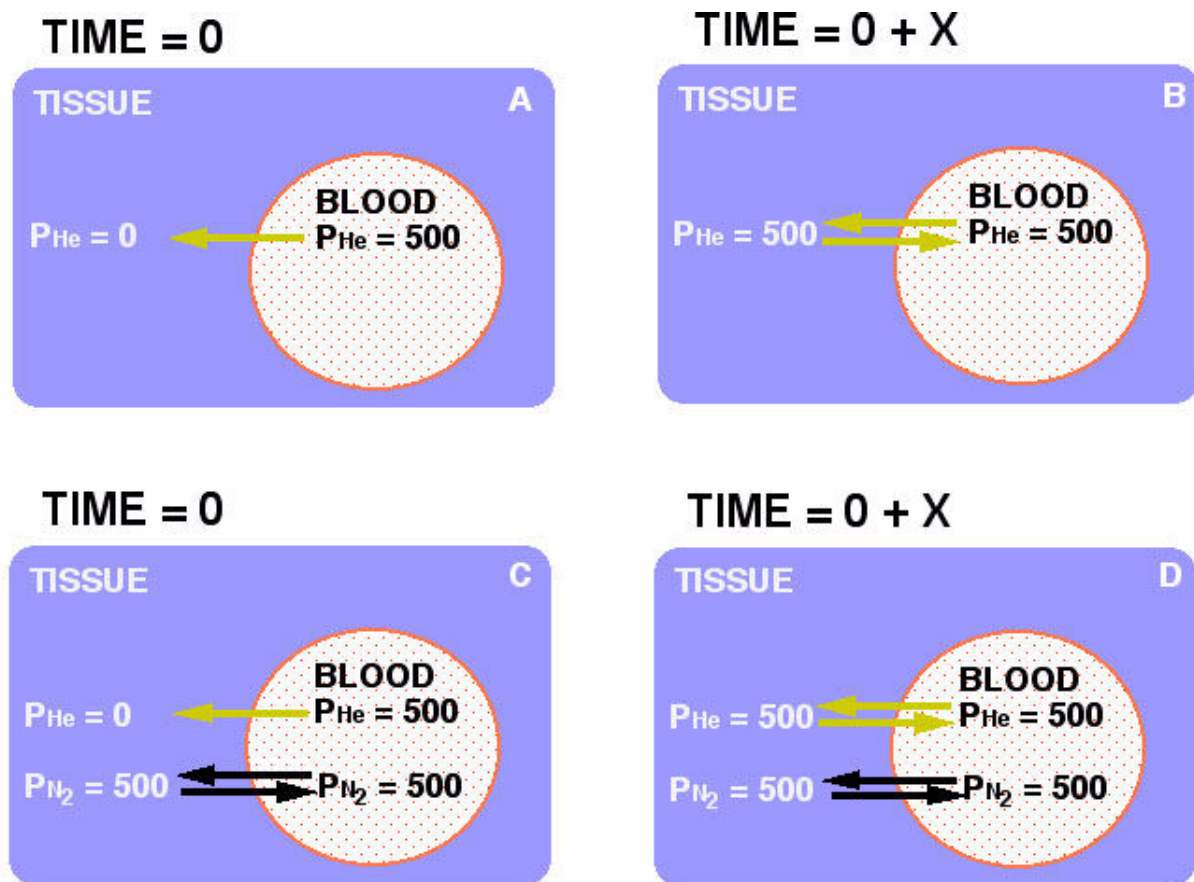 TIME = 0
TISSUE A
BLOOD
PHe = 0 PHe = 500
TIME = 0 + X
TISSUE B
BLOOD
PHe = 500 PHe = 500
TIME = 0
TISSUE C
BLOOD
PHe = 0 PHe = 500
PN2 = 500 PN2 = 500
TIME = 0 + X
TISSUE D
BLOOD
PHe = 500 PHe = 500
PN2 = 500 PN2 = 500